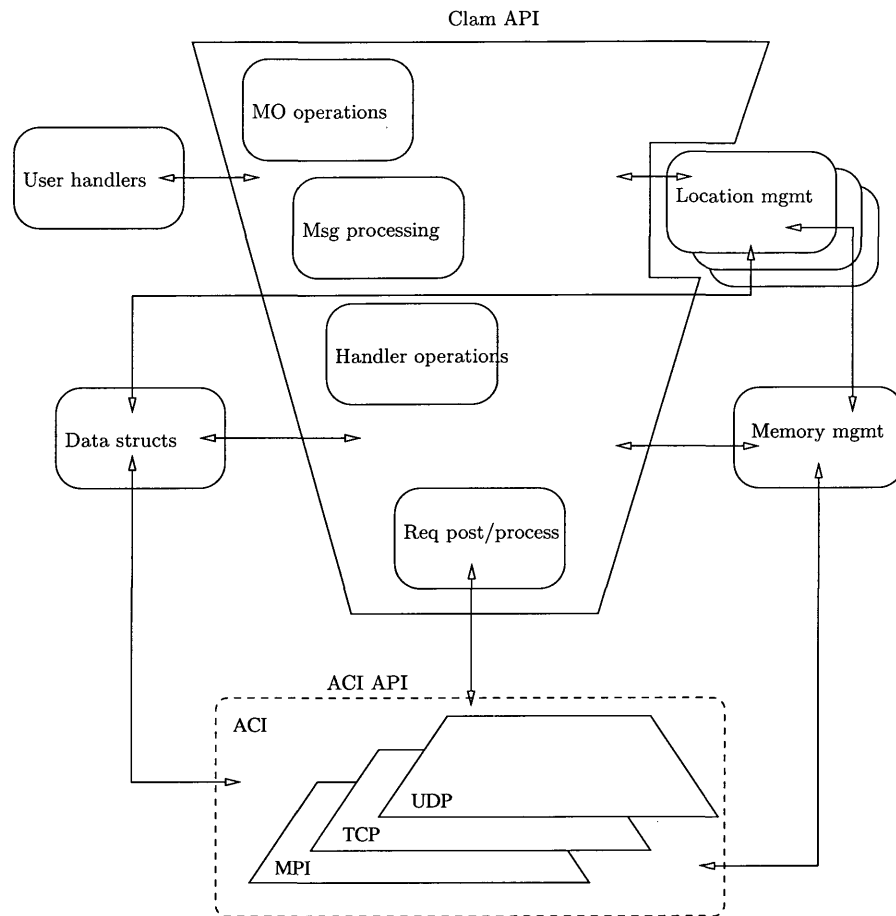 Clam API
MO operations
User handlers
Location mgmt
Msg processing
Handler operations
Data structs
Memory mgmt
Req post/process
ACI API
ACI
UDP
TCP
MPI